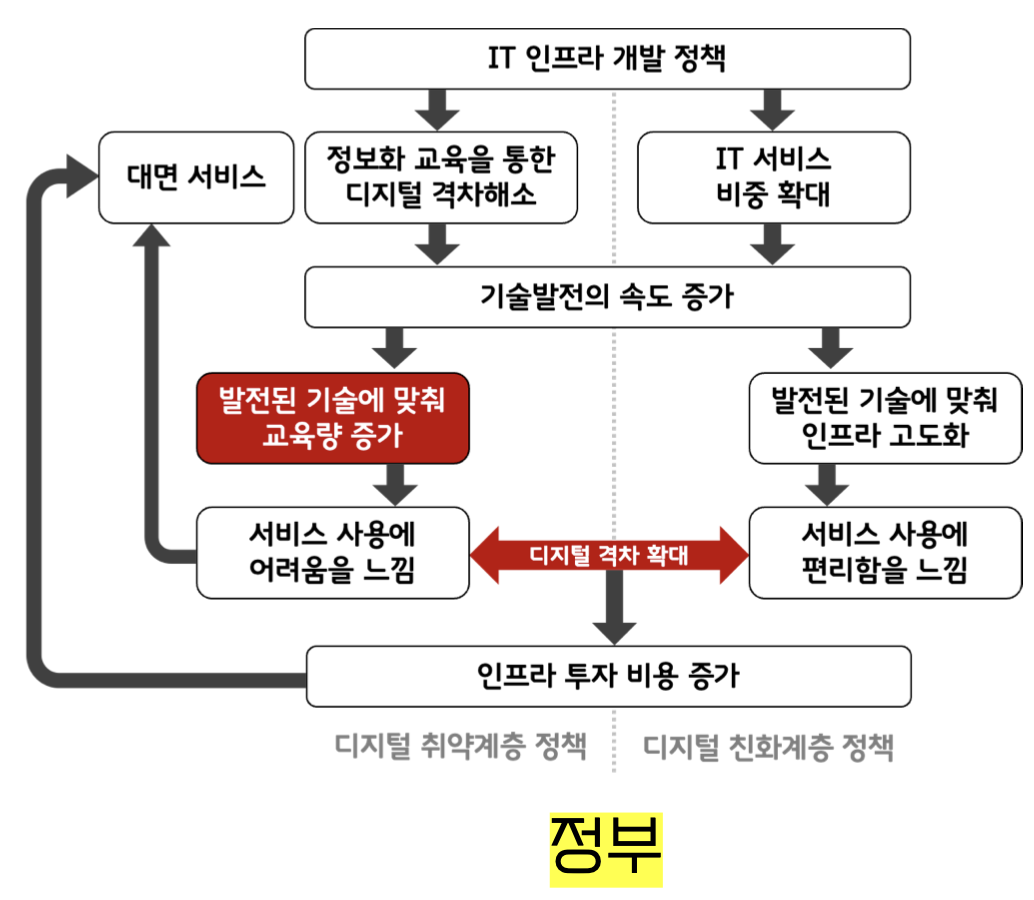 IT 인프라 개발 정책
대면 서비스
정보화 교육을 통한
디지털 격차해소
IT 서비스
비중 확대
기술발전의 속도 증가
발전된 기술에 맞춰
교육량 증가
발전된 기술에 맞춰
인프라 고도화
서비스 사용에
어려움을 느낌
디지털 격차 확대
서비스 사용에
편리함을 느낌
인프라 투자 비용 증가
디지털 취약계층 정책
디지털 친화계층 정책
정부